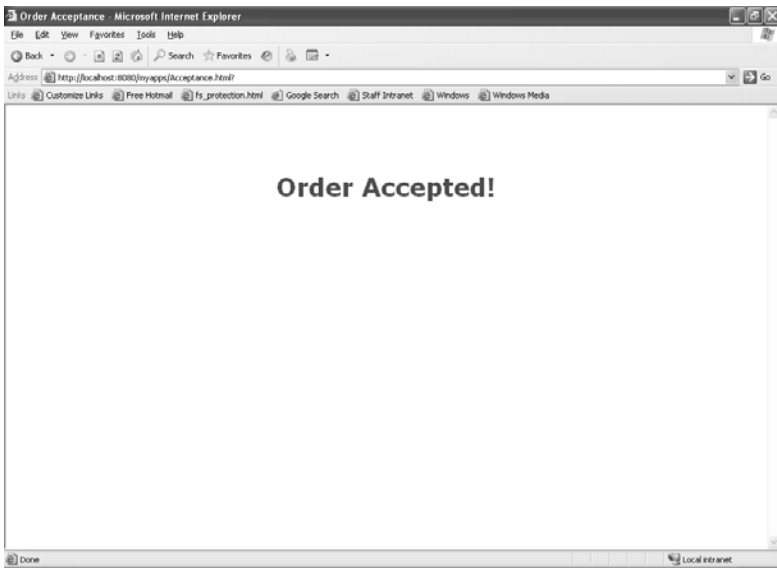 Order Acceptance - Microsoft Internet Explorer
File Edit View Favorites Tools Help
Back Search Favorites
Address http://localhost:8080/myapps/Acceptance.html? Go
Links Customize Links Free Hotmail fs_protection.html Google Search Staff Intranet Windows Windows Media
Order Accepted!
Done Local intranet